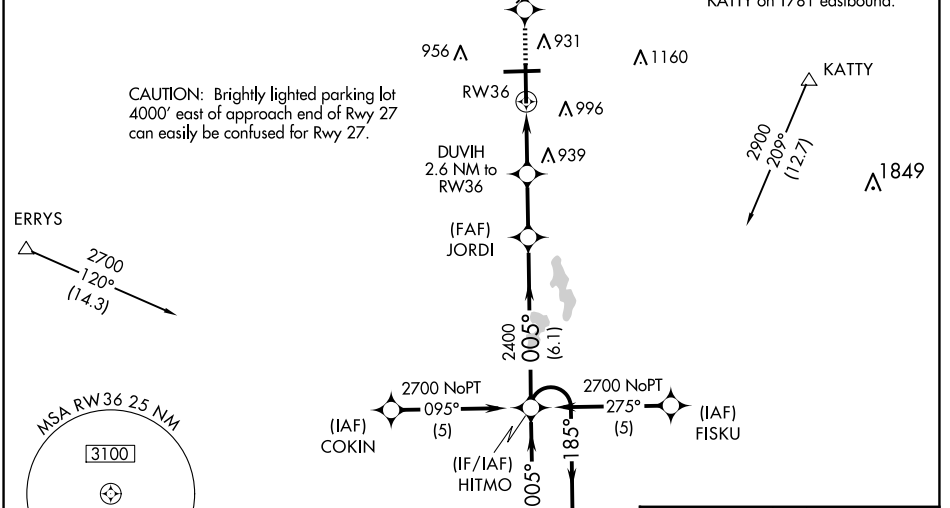 KATTY on T781 eastbound.
931
956
1160
KATTY
CAUTION: Brightly lighted parking lot
4000' east of approach end of Rwy 27
can easily be confused for Rwy 27.
RW36
996
2900
209°
(12.7)
DUVIH
2.6 NM to
RW36
939
1849
ERRYS
2700
120°
(14.3)
(FAF)
JORDI
2400
005°
(6.1)
2700 NoPT
095°
(5)
2700 NoPT
275°
(5)
(IAF)
COKIN
(IAF)
FISKU
(IF/IAF)
HITMO
005°
185°
MSA RW36 25 NM
3100